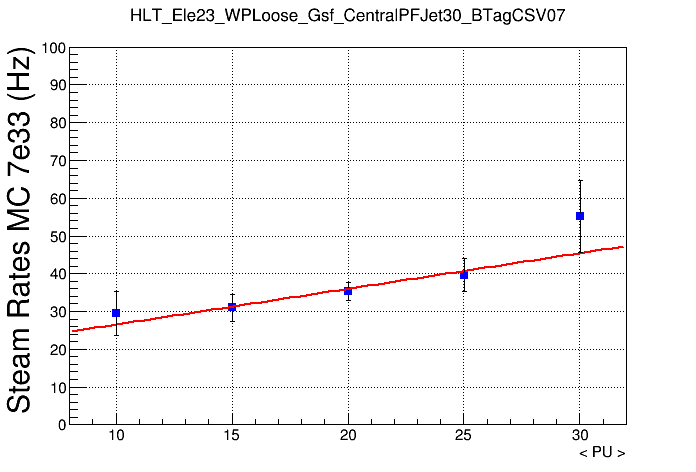 HLT_Ele23_WPLoose_Gsf_CentralPFJet30_BTagCSV07
Steam Rates MC 7e33 (Hz)
100
90
80
70
60
50
40
30
20
10
0
10 15 20 25 30
< PU >